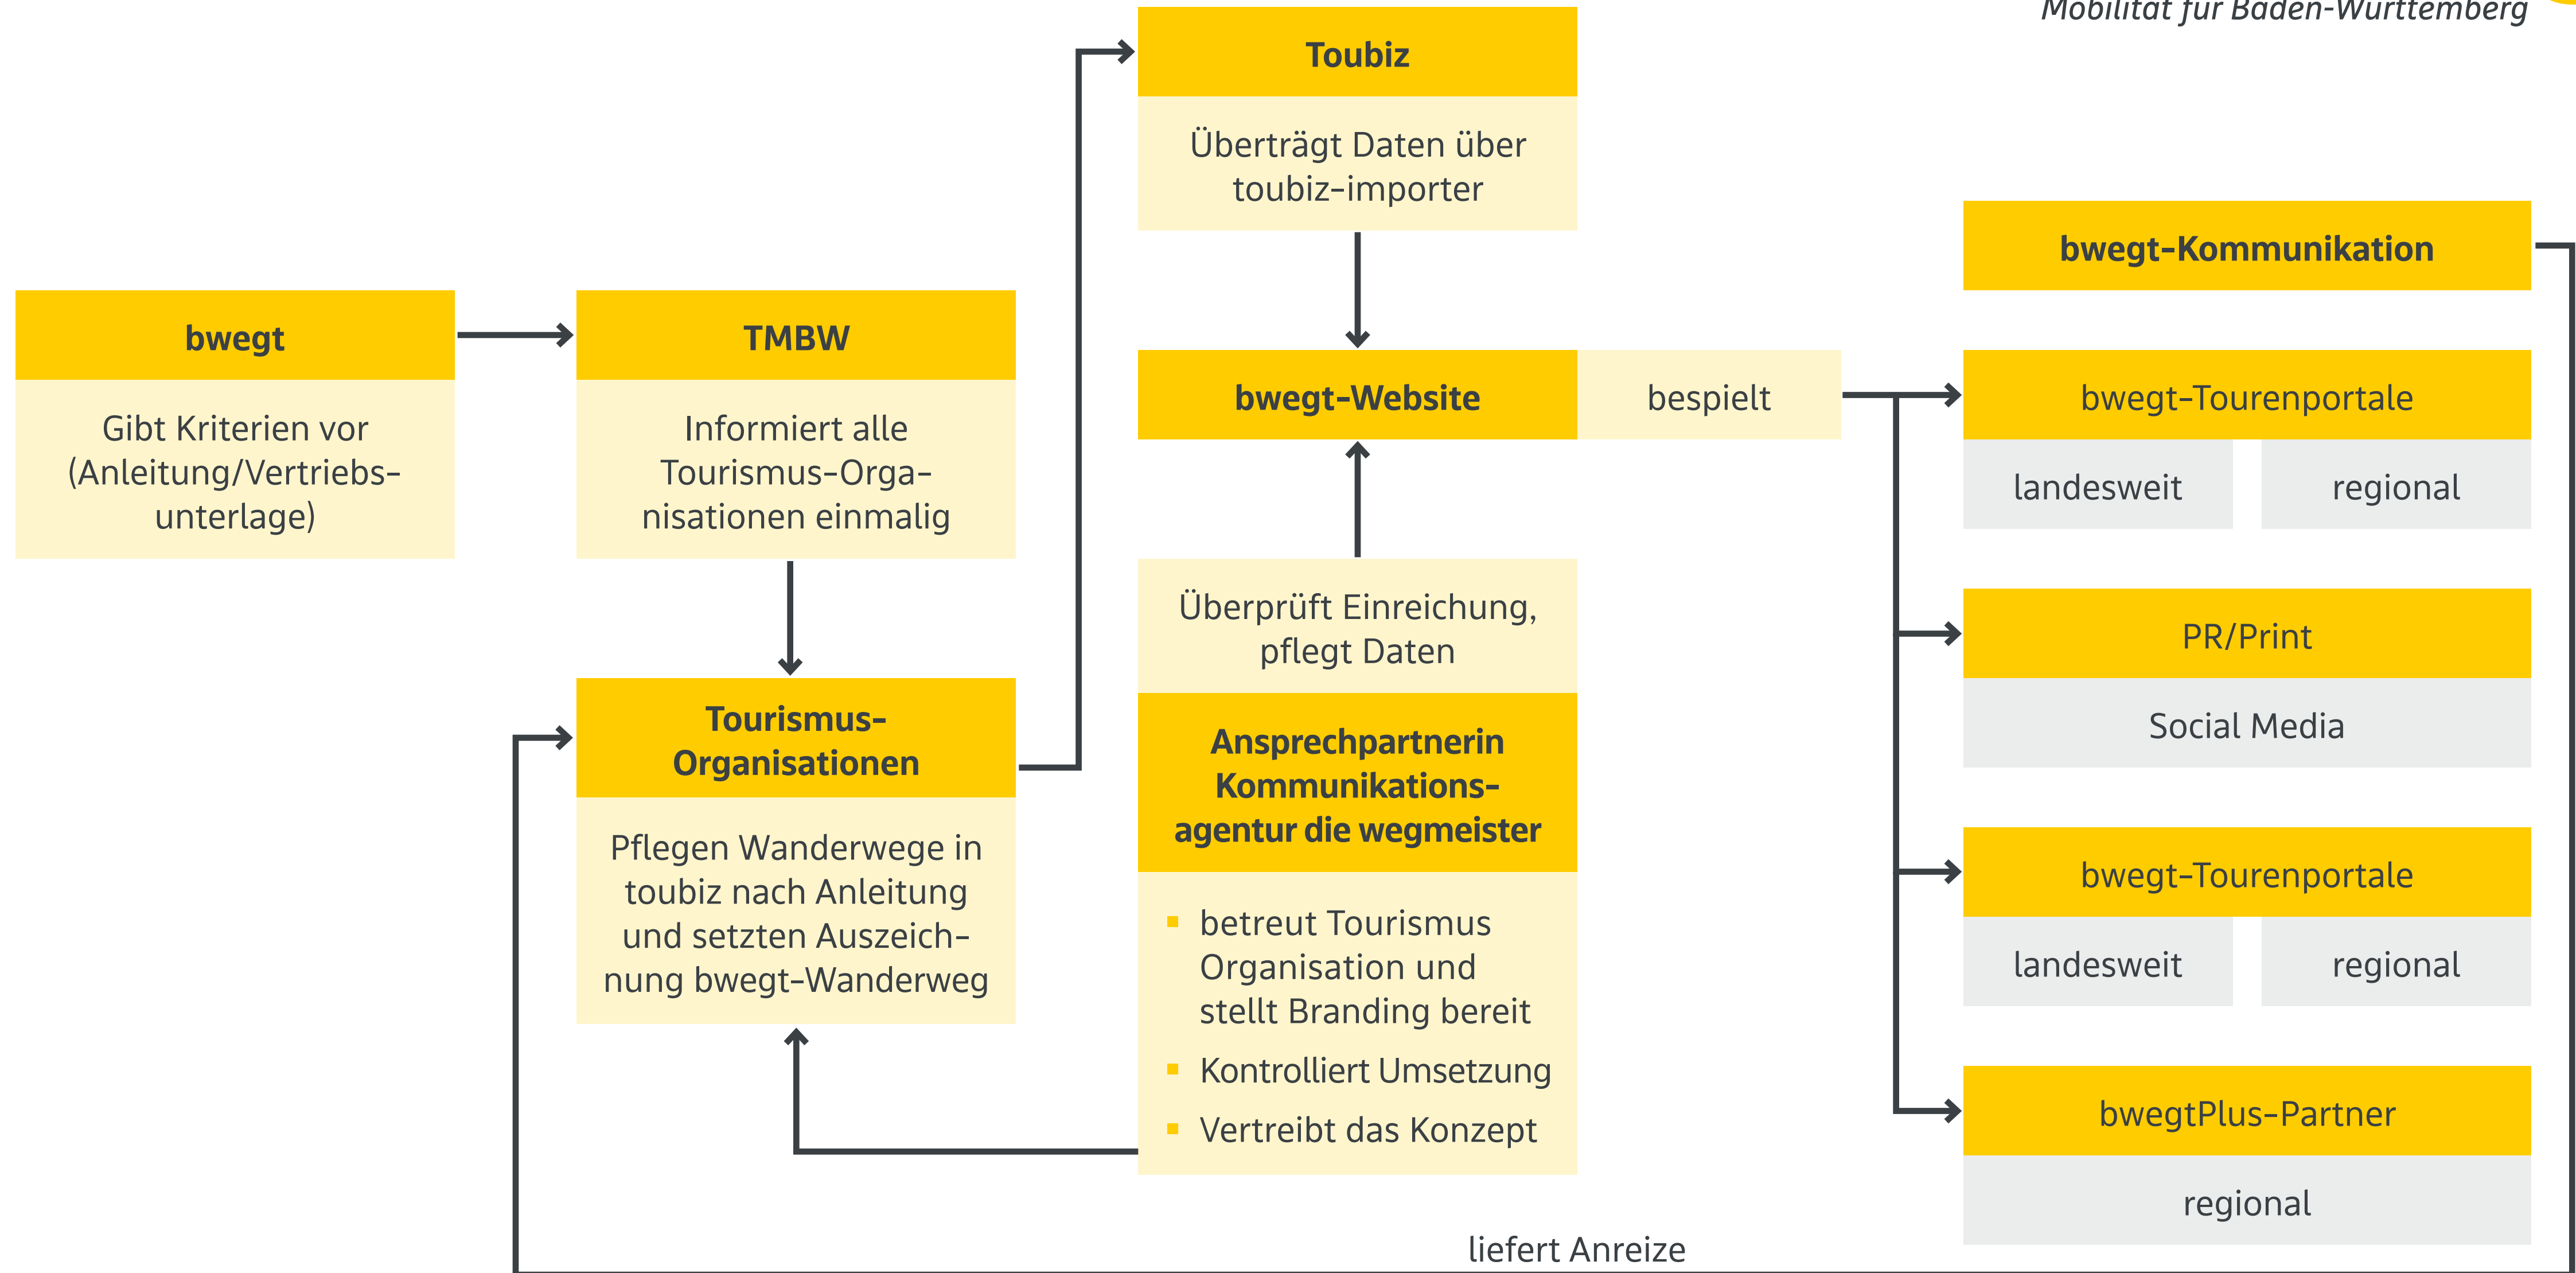 Mobilität für Baden-Württemberg
Toubiz
Überträgt Daten über
toubiz-importer
bwegt
Gibt Kriterien vor
(Anleitung/Vertriebs-
unterlage)
TMBW
Informiert alle
Tourismus-Orga-
nisationen einmalig
Tourismus-
Organisationen
Pflegen Wanderwege in
toubiz nach Anleitung
und setzten Auszeich-
nung bwegt-Wanderweg
bwegt-Website
bespielt
Überprüft Einreichung,
pflegt Daten
Ansprechpartnerin
Kommunikations-
agentur die wegmeister
betreut Tourismus
Organisation und
stellt Branding bereit
Kontrolliert Umsetzung
Vertreibt das Konzept
bwegt-Kommunikation
bwegt-Tourenportale
landesweit
regional
PR/Print
Social Media
bwegt-Tourenportale
landesweit
regional
bwegtPlus-Partner
regional
liefert Anreize